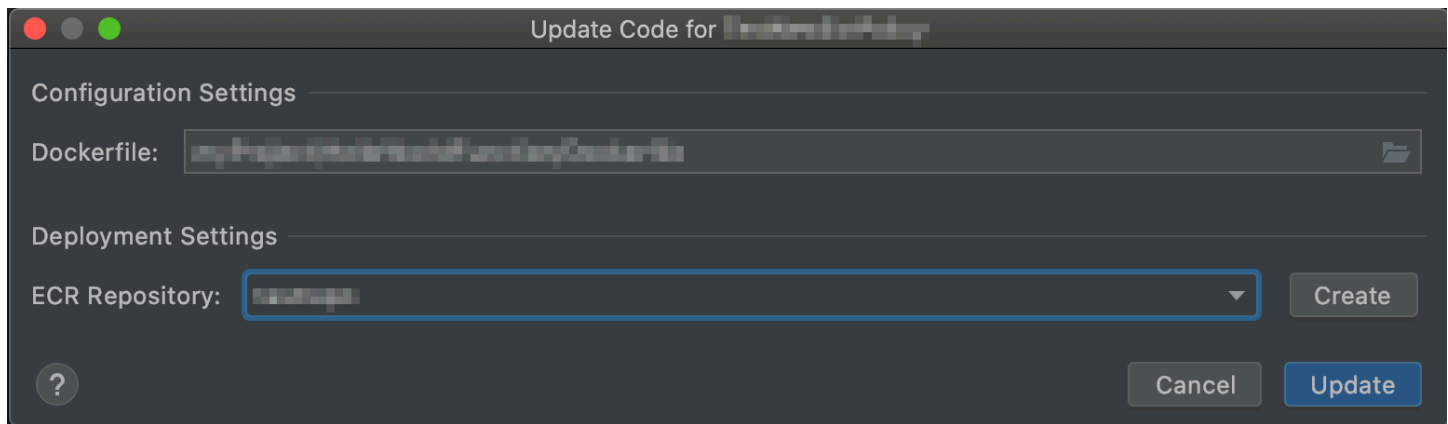 Update Code for
Configuration Settings
Dockerfile:
Deployment Settings
ECR Repository:
Create
?
Cancel
Update